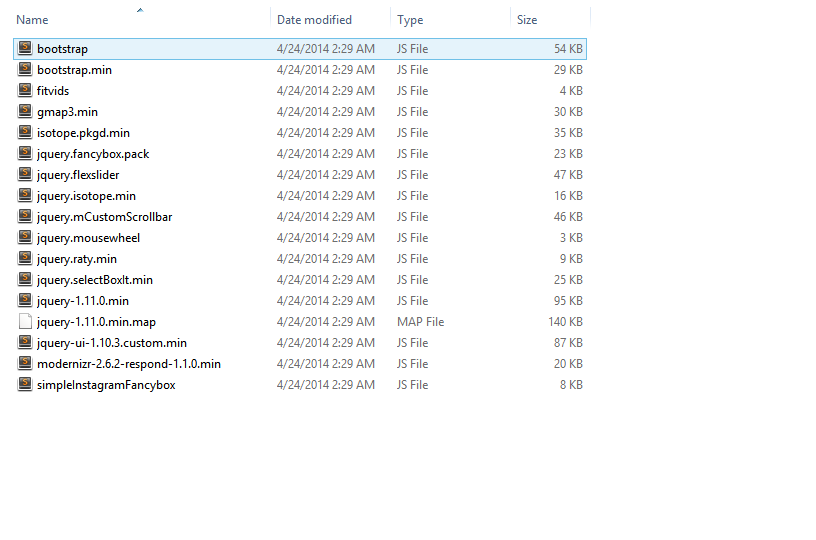 Name Date modified Type Size
bootstrap 4/24/2014 2:29 AM JS File 54 KB
bootstrap.min 4/24/2014 2:29 AM JS File 29 KB
fitvids 4/24/2014 2:29 AM JS File 4 KB
gmap3.min 4/24/2014 2:29 AM JS File 30 KB
isotope.pkgd.min 4/24/2014 2:29 AM JS File 35 KB
jquery.fancybox.pack 4/24/2014 2:29 AM JS File 23 KB
jquery.flexslider 4/24/2014 2:29 AM JS File 47 KB
jquery.isotope.min 4/24/2014 2:29 AM JS File 16 KB
jquery.mCustomScrollbar 4/24/2014 2:29 AM JS File 46 KB
jquery.mousewheel 4/24/2014 2:29 AM JS File 3 KB
jquery.raty.min 4/24/2014 2:29 AM JS File 9 KB
jquery.selectBoxIt.min 4/24/2014 2:29 AM JS File 25 KB
jquery-1.11.0.min 4/24/2014 2:29 AM JS File 95 KB
jquery-1.11.0.min.map 4/24/2014 2:29 AM MAP File 140 KB
jquery-ui-1.10.3.custom.min 4/24/2014 2:29 AM JS File 87 KB
modernizr-2.6.2-respond-1.1.0.min 4/24/2014 2:29 AM JS File 20 KB
simpleInstagramFancybox 4/24/2014 2:29 AM JS File 8 KB